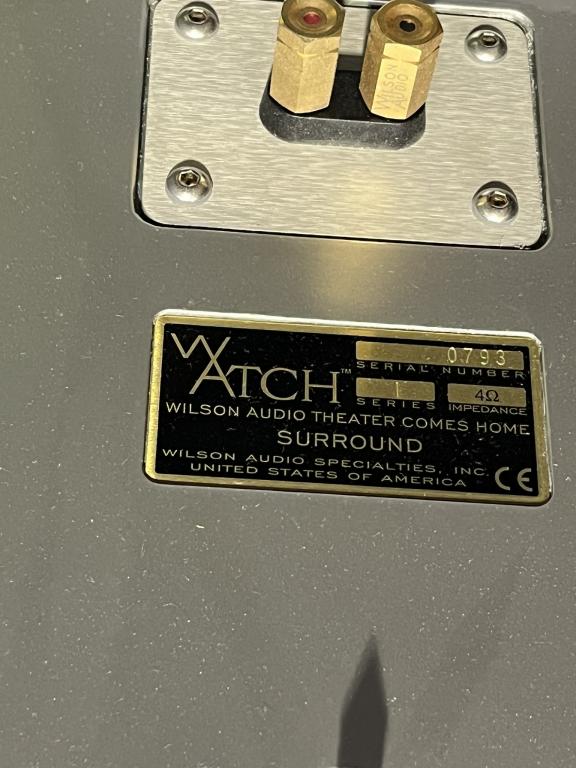 WILSON
AUDIO
WATCH™
0793
SERIAL NUMBER
I
SERIES
4Ω
IMPEDANCE
WILSON AUDIO THEATER COMES HOME
SURROUND
WILSON AUDIO SPECIALTIES, INC.
UNITED STATES OF AMERICA
CE